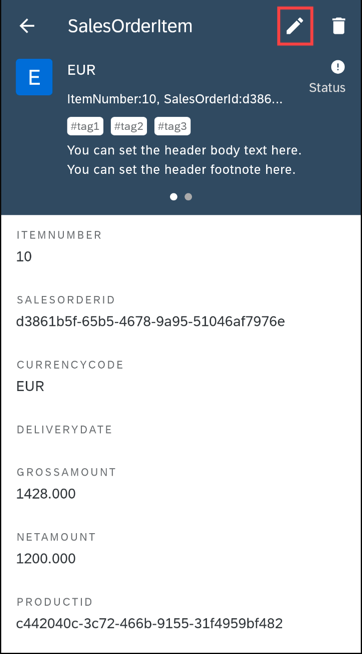 SalesOrderItem
E
EUR
ItemNumber:10, SalesOrderId:d386...
Status
#tag1 #tag2 #tag3
You can set the header body text here.
You can set the header footnote here.
ITEMNUMBER
10
SALESORDERID
d3861b5f-65b5-4678-9a95-51046af7976e
CURRENCYCODE
EUR
DELIVERYDATE
GROSSAMOUNT
1428.000
NETAMOUNT
1200.000
PRODUCTID
c442040c-3c72-466b-9155-31f4959bf482